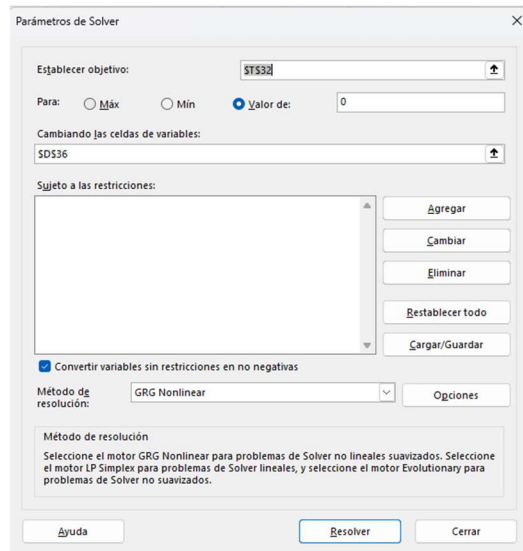 Parámetros de Solver
Establecer objetivo: $T$32
Para: Máx Mín Valor de: 0
Cambiando las celdas de variables:
$D$36
Sujeto a las restricciones:
Agregar
Cambiar
Eliminar
Restablecer todo
Cargar/Guardar
Convertir variables sin restricciones en no negativas
Método de
resolución: GRG Nonlinear Opciones
Método de resolución
Seleccione el motor GRG Nonlinear para problemas de Solver no lineales suavizados. Seleccione
el motor LP Simplex para problemas de Solver lineales, y seleccione el motor Evolutionary para
problemas de Solver no suavizados.
Ayuda Resolver Cerrar